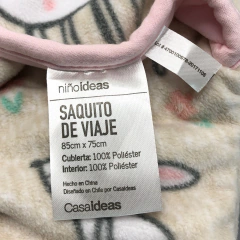 niñoideas
SAQUITO
DE VIAJE
85cm x 75cm
Cubierta: 100% Poliéster
Interior: 100% Poliéster
Hecho en China
Diseñado en Chile por Casaideas
Casaideas